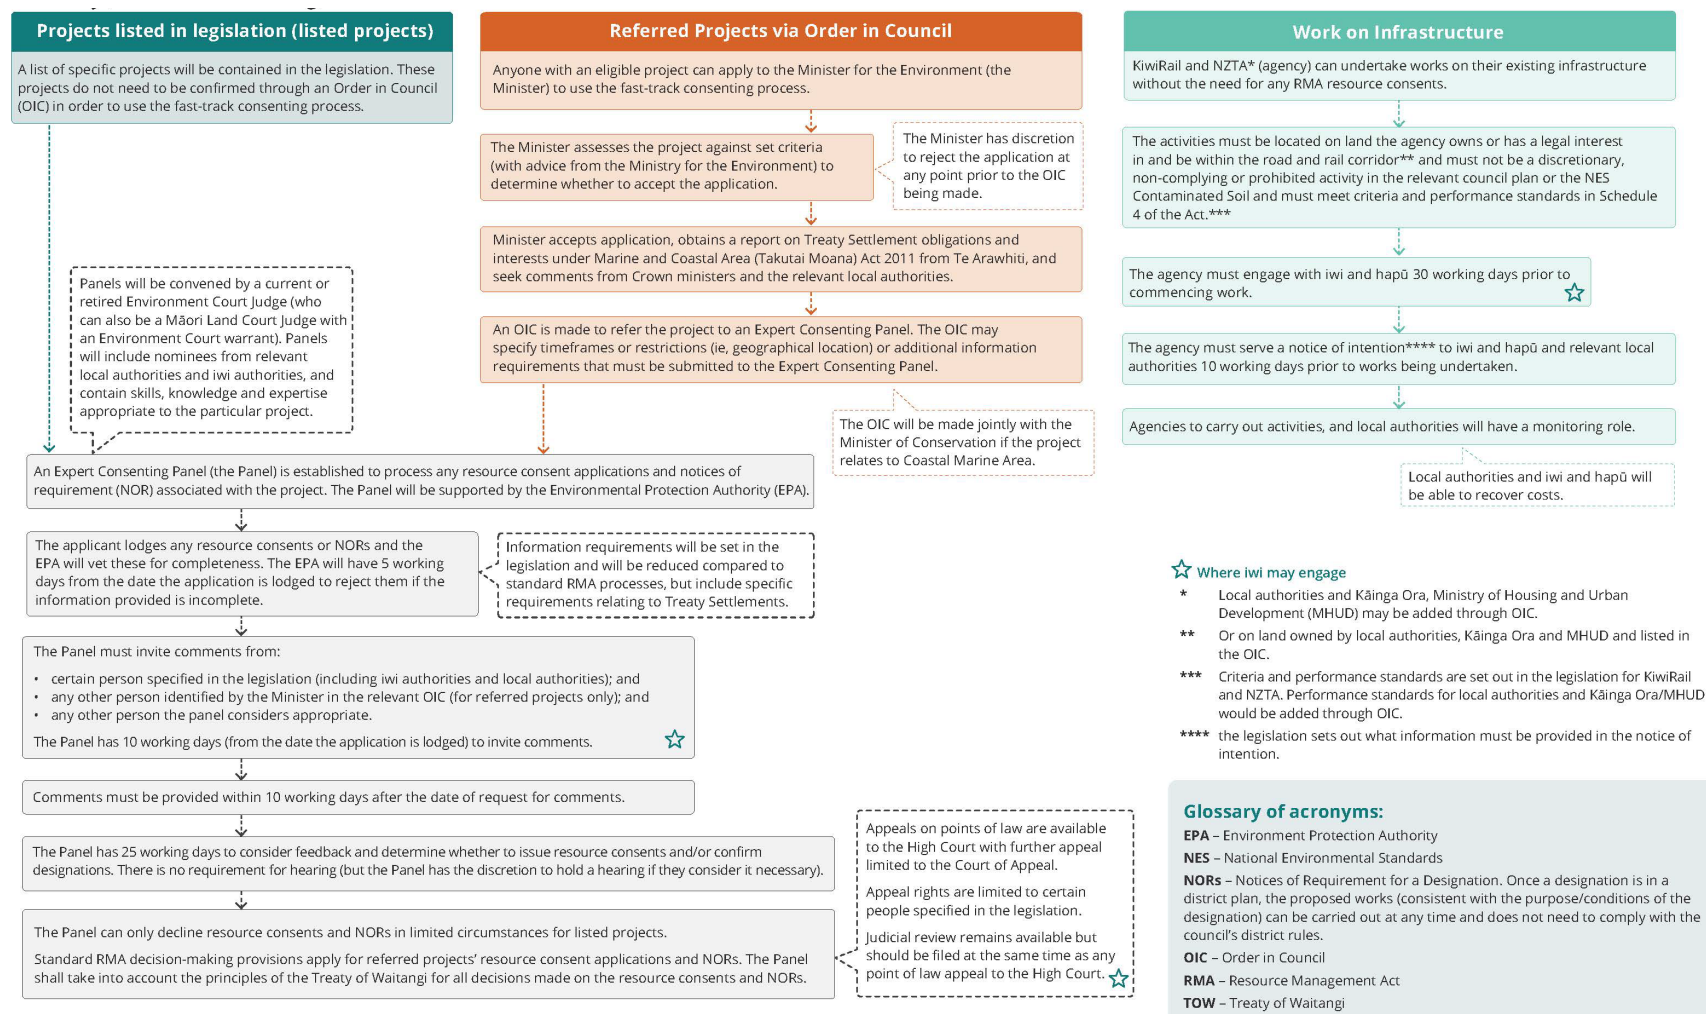 Projects listed in legislation (listed projects)
A list of specific projects will be contained in the legislation. These
projects do not need to be confirmed through an Order in Council
(OIC) in order to use the fast-track consenting process.
Panels will be convened by a current or
retired Environment Court Judge (who
can also be a Māori Land Court Judge with
an Environment Court warrant). Panels
will include nominees from relevant
local authorities and iwi authorities, and
contain skills, knowledge and expertise
appropriate to the particular project.
Referred Projects via Order in Council
Anyone with an eligible project can apply to the Minister for the Environment (the
Minister) to use the fast-track consenting process.
The Minister assesses the project against set criteria
(with advice from the Ministry for the Environment) to
determine whether to accept the application.
The Minister has discretion
to reject the application at
any point prior to the OIC
being made.
Minister accepts application, obtains a report on Treaty Settlement obligations and
interests under Marine and Coastal Area (Takutai Moana) Act 2011 from Te Arawhiti, and
seek comments from Crown ministers and the relevant local authorities.
An OIC is made to refer the project to an Expert Consenting Panel. The OIC may
specify timeframes or restrictions (ie, geographical location) or additional information
requirements that must be submitted to the Expert Consenting Panel.
The OIC will be made jointly with the
Minister of Conservation if the project
relates to Coastal Marine Area.
An Expert Consenting Panel (the Panel) is established to process any resource consent applications and notices of
requirement (NOR) associated with the project. The Panel will be supported by the Environmental Protection Authority (EPA).
The applicant lodges any resource consents or NORs and the
EPA will vet these for completeness. The EPA will have 5 working
days from the date the application is lodged to reject them if the
information provided is incomplete.
Information requirements will be set in the
legislation and will be reduced compared to
standard RMA processes, but include specific
requirements relating to Treaty Settlements.
The Panel must invite comments from:
• certain person specified in the legislation (including iwi authorities and local authorities); and
• any other person identified by the Minister in the relevant OIC (for referred projects only); and
• any other person the panel considers appropriate.
The Panel has 10 working days (from the date the application is lodged) to invite comments.
Comments must be provided within 10 working days after the date of request for comments.
The Panel has 25 working days to consider feedback and determine whether to issue resource consents and/or confirm
designations. There is no requirement for hearing (but the Panel has the discretion to hold a hearing if they consider it necessary).
The Panel can only decline resource consents and NORs in limited circumstances for listed projects.
Standard RMA decision-making provisions apply for referred projects' resource consent applications and NORs. The Panel
shall take into account the principles of the Treaty of Waitangi for all decisions made on the resource consents and NORs.
Appeals on points of law are available
to the High Court with further appeal
limited to the Court of Appeal.
Appeal rights are limited to certain
people specified in the legislation.
Judicial review remains available but
should be filed at the same time as any
point of law appeal to the High Court.
Work on Infrastructure
KiwiRail and NZTA* (agency) can undertake works on their existing infrastructure
without the need for any RMA resource consents.
The activities must be located on land the agency owns or has a legal interest
in and be within the road and rail corridor** and must not be a discretionary,
non-complying or prohibited activity in the relevant council plan or the NES
Contaminated Soil and must meet criteria and performance standards in Schedule
4 of the Act.***
The agency must engage with iwi and hapū 30 working days prior to
commencing work.
The agency must serve a notice of intention**** to iwi and hapū and relevant local
authorities 10 working days prior to works being undertaken.
Agencies to carry out activities, and local authorities will have a monitoring role.
Local authorities and iwi and hapū will
be able to recover costs.
Where iwi may engage
* Local authorities and Kāinga Ora, Ministry of Housing and Urban
Development (MHUD) may be added through OIC.
** Or on land owned by local authorities, Kāinga Ora and MHUD and listed in
the OIC.
*** Criteria and performance standards are set out in the legislation for KiwiRail
and NZTA. Performance standards for local authorities and Kāinga Ora/MHUD
would be added through OIC.
**** the legislation sets out what information must be provided in the notice of
intention.
Glossary of acronyms:
EPA – Environment Protection Authority
NES – National Environmental Standards
NORs – Notices of Requirement for a Designation. Once a designation is in a
district plan, the proposed works (consistent with the purpose/conditions of the
designation) can be carried out at any time and does not need to comply with the
council's district rules.
OIC – Order in Council
RMA – Resource Management Act
TOW – Treaty of Waitangi